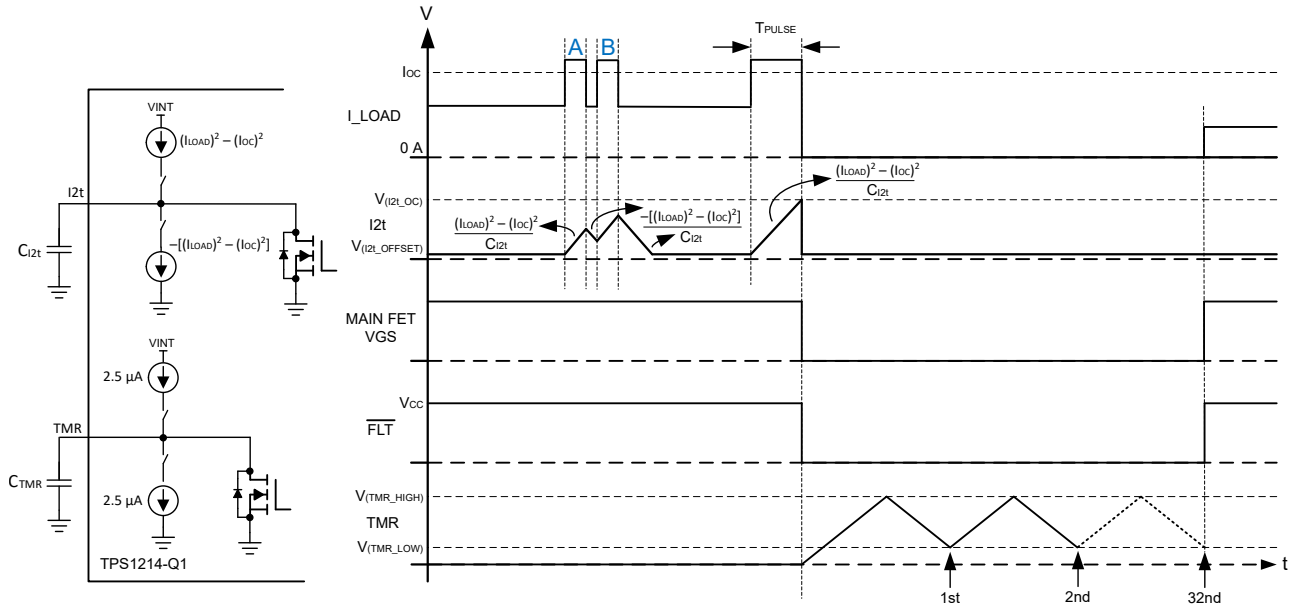 VINT
(ILOAD)² – (IOC)²
I2t
CI2t
–[(ILOAD)² – (IOC)²]
VINT
2.5 µA
TMR
CTMR
2.5 µA
TPS1214-Q1
V
A
B
TPULSE
IOC
I_LOAD
0 A
V(I2t_OC)
I2t
V(I2t_OFFSET)
(ILOAD)² – (IOC)²
CI2t
–[(ILOAD)² – (IOC)²]
CI2t
(ILOAD)² – (IOC)²
CI2t
MAIN FET
VGS
VCC
FLT
V(TMR_HIGH)
TMR
V(TMR_LOW)
t
1st
2nd
32nd